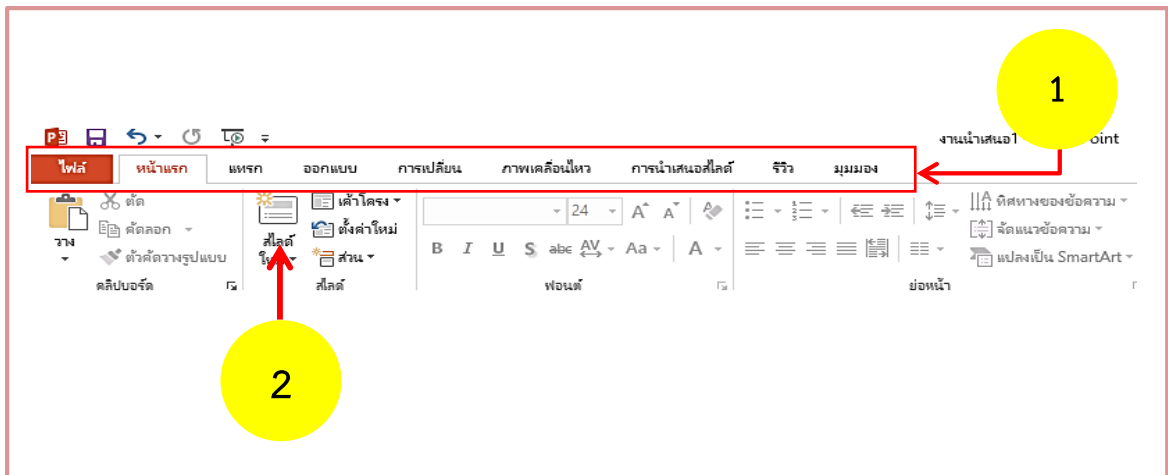 1
งานนำเสนอ1 oint
ไฟล์ หน้าแรก แทรก ออกแบบ การเปลี่ยน ภาพเคลื่อนไหว การนำเสนอสไลด์ รีวิว มุมมอง
วาง
ตัด
คัดลอก
ตัวคัดวางรูปแบบ
คลิปบอร์ด
สไลด์
เค้าโครง
ตั้งค่าใหม่
ส่วน
สไลด์
24 A A
B I U S abc AV Aa A
ฟอนต์
ทิศทางของข้อความ
จัดแนวข้อความ
แปลงเป็น SmartArt
ย่อหน้า
2